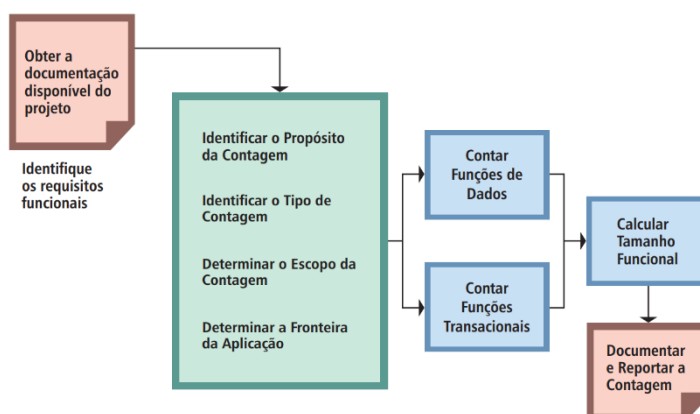 Obter a
documentação
disponível do
projeto
Identifique
os requisitos
funcionais
Identificar o Propósito
da Contagem
Identificar o Tipo de
Contagem
Determinar o Escopo da
Contagem
Determinar a Fronteira
da Aplicação
Contar
Funções de
Dados
Contar
Funções
Transacionais
Calcular
Tamanho
Funcional
Documentar
e Reportar a
Contagem